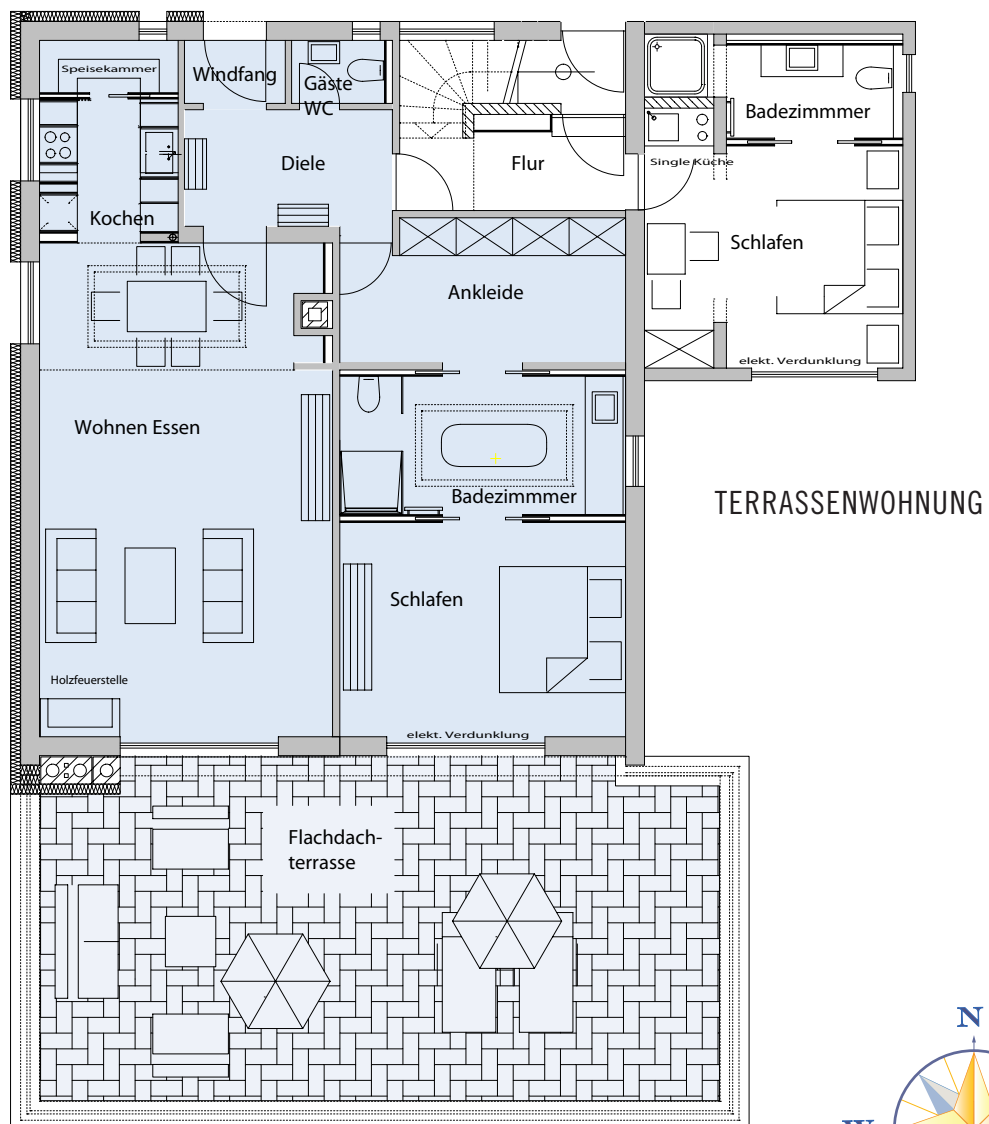 Speisekammer
Windfang
Gäste
WC
Badezimmmer
Diele
Flur
Single Küche
Kochen
Schlafen
Ankleide
elekt. Verdunklung
Wohnen Essen
Badezimmmer
TERRASSENWOHNUNG
Schlafen
Holzfeuerstelle
elekt. Verdunklung
Flachdach-
terrasse
N
W